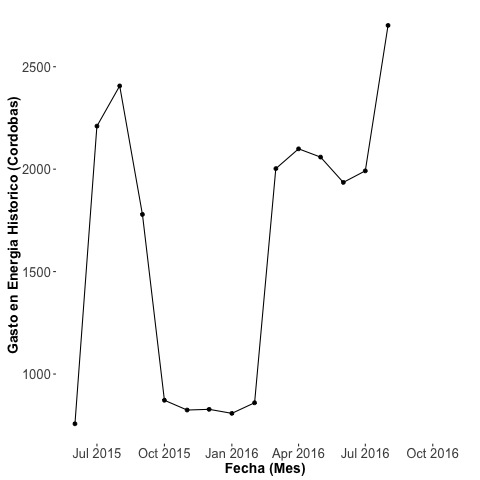 Gasto en Energia Historico (Cordobas)
2500
2000
1500
1000
Jul 2015 Oct 2015 Jan 2016 Apr 2016 Jul 2016 Oct 2016
Fecha (Mes)